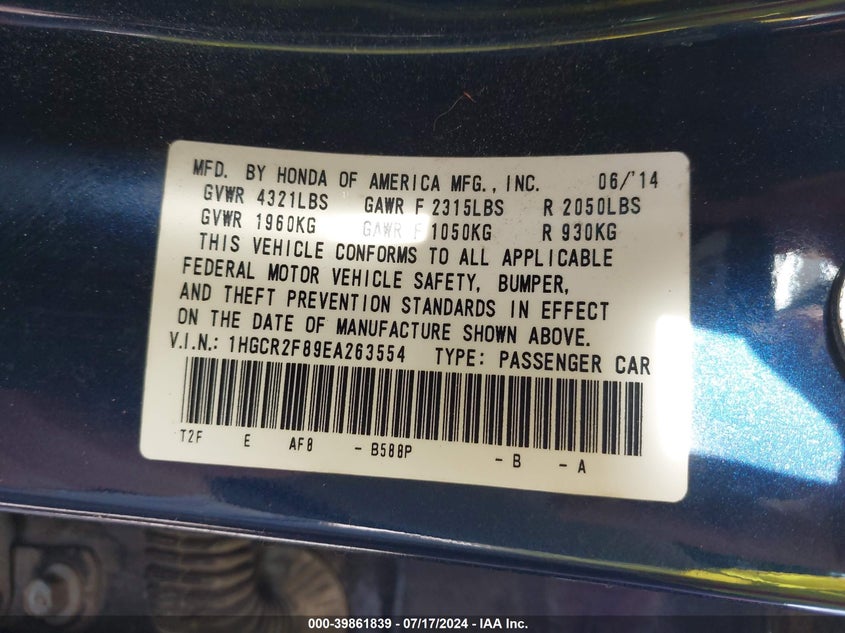 MFD. BY HONDA OF AMERICA MFG., INC. 06/'14
GVWR 4321LBS GAWR F 2315LBS R 2050LBS
GVWR 1960KG GAWR F 1050KG R 930KG
THIS VEHICLE CONFORMS TO ALL APPLICABLE
FEDERAL MOTOR VEHICLE SAFETY, BUMPER,
AND THEFT PREVENTION STANDARDS IN EFFECT
ON THE DATE OF MANUFACTURE SHOWN ABOVE.
V.I.N.: 1HGCR2F89EA263554 TYPE: PASSENGER CAR
T2F E AF8 - B588P - B - A
000-39861839 / 07/17/2024 - IAA Inc.